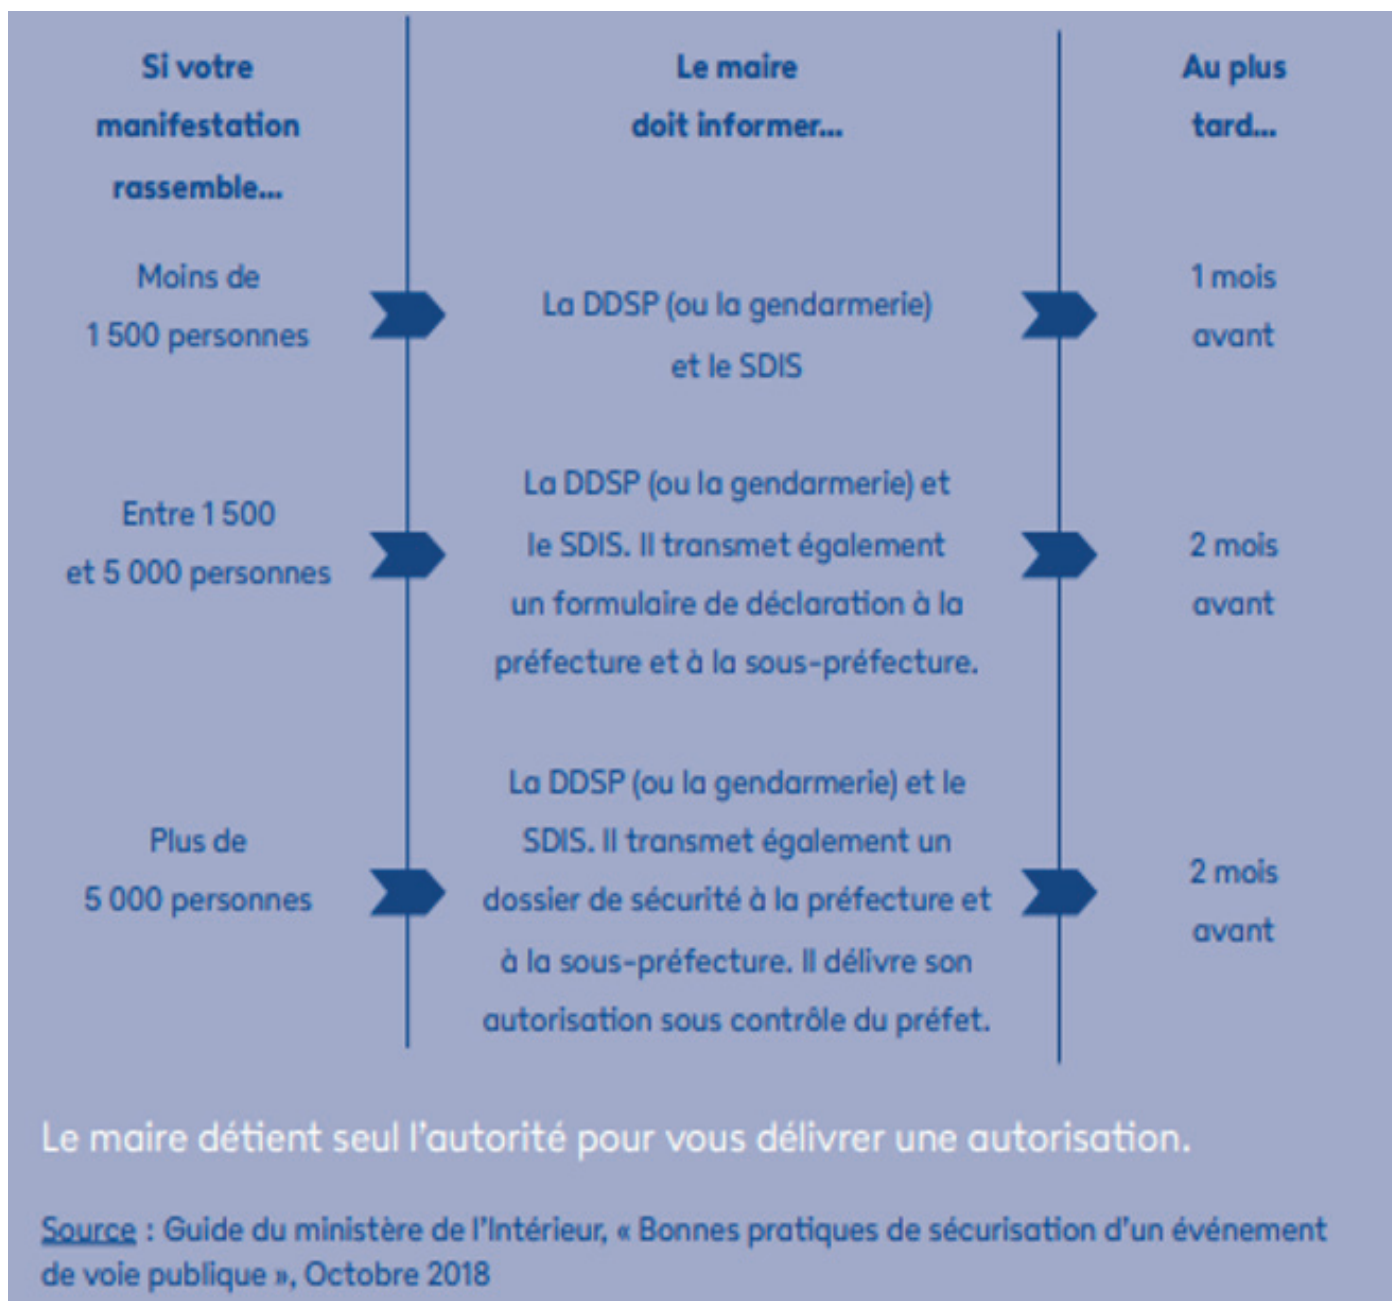 Si votre
manifestation
rassemble...
Le maire
doit informer...
Au plus
tard...
Moins de
1 500 personnes
La DDSP (ou la gendarmerie)
et le SDIS
1 mois
avant
Entre 1 500
et 5 000 personnes
La DDSP (ou la gendarmerie) et
le SDIS. Il transmet également
un formulaire de déclaration à la
préfecture et à la sous-préfecture.
2 mois
avant
Plus de
5 000 personnes
La DDSP (ou la gendarmerie) et le
SDIS. Il transmet également un
dossier de sécurité à la préfecture et
à la sous-préfecture. Il délivre son
autorisation sous contrôle du préfet.
2 mois
avant
Le maire détient seul l'autorité pour vous délivrer une autorisation.
Source : Guide du ministère de l'Intérieur, « Bonnes pratiques de sécurisation d'un événement
de voie publique », Octobre 2018